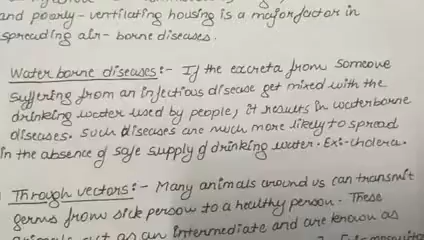 and poorly-ventilating housing is a major factor in
spreading air-borne diseases.
Water borne diseases:- If the excreta from someone
suffering from an infectious disease get mixed with the
drinking water used by people, it results in waterborne
diseases. Such diseases are much more likely to spread
in the absence of safe supply of drinking water. Ex:-cholera.
Through vectors:- Many animals around us can transmit
germs from sick person to a healthy person. These
act as an intermediate and are known as